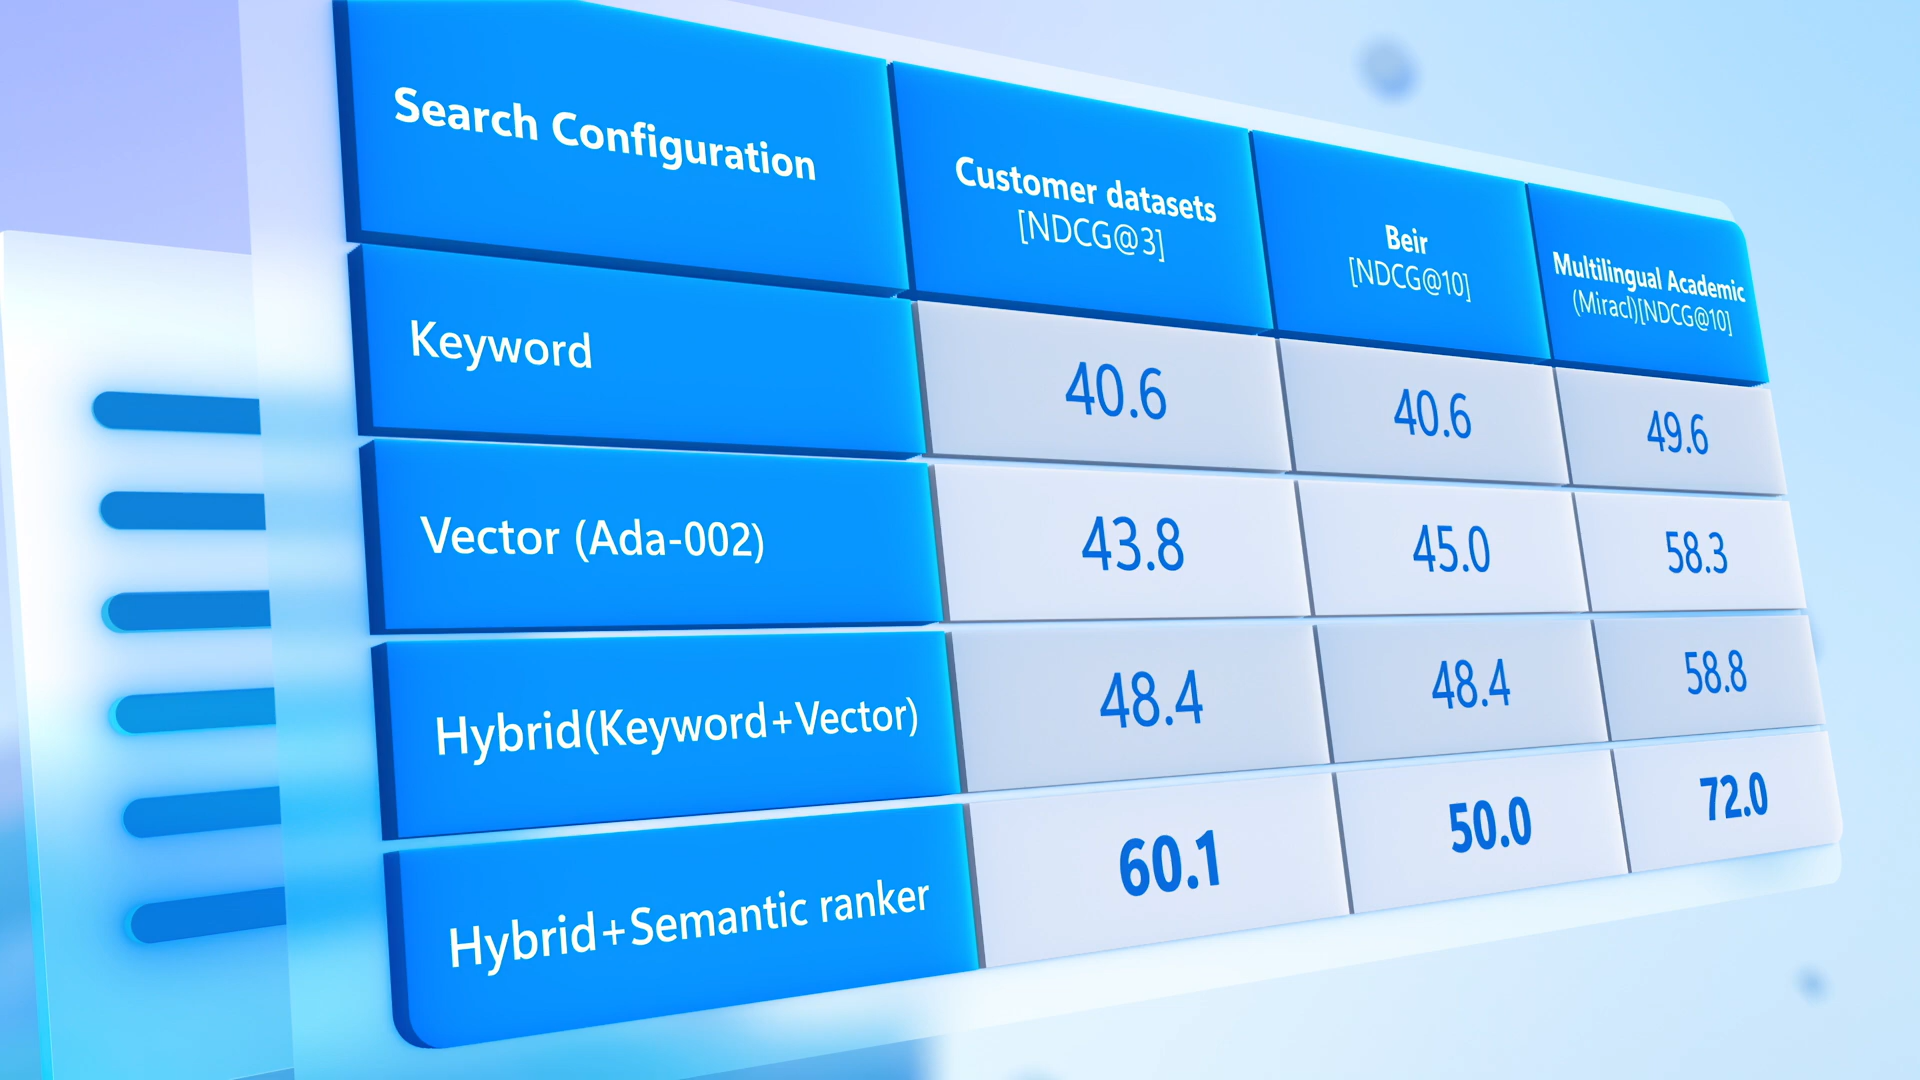 Search Configuration
Customer datasets
[NDCG@3]
Beir
[NDCG@10]
Multilingual Academic
(Miracl)[NDCG@10]
Keyword
40.6
40.6
49.6
Vector (Ada-002)
43.8
45.0
58.3
Hybrid(Keyword+Vector)
48.4
48.4
58.8
Hybrid+Semantic ranker
60.1
50.0
72.0